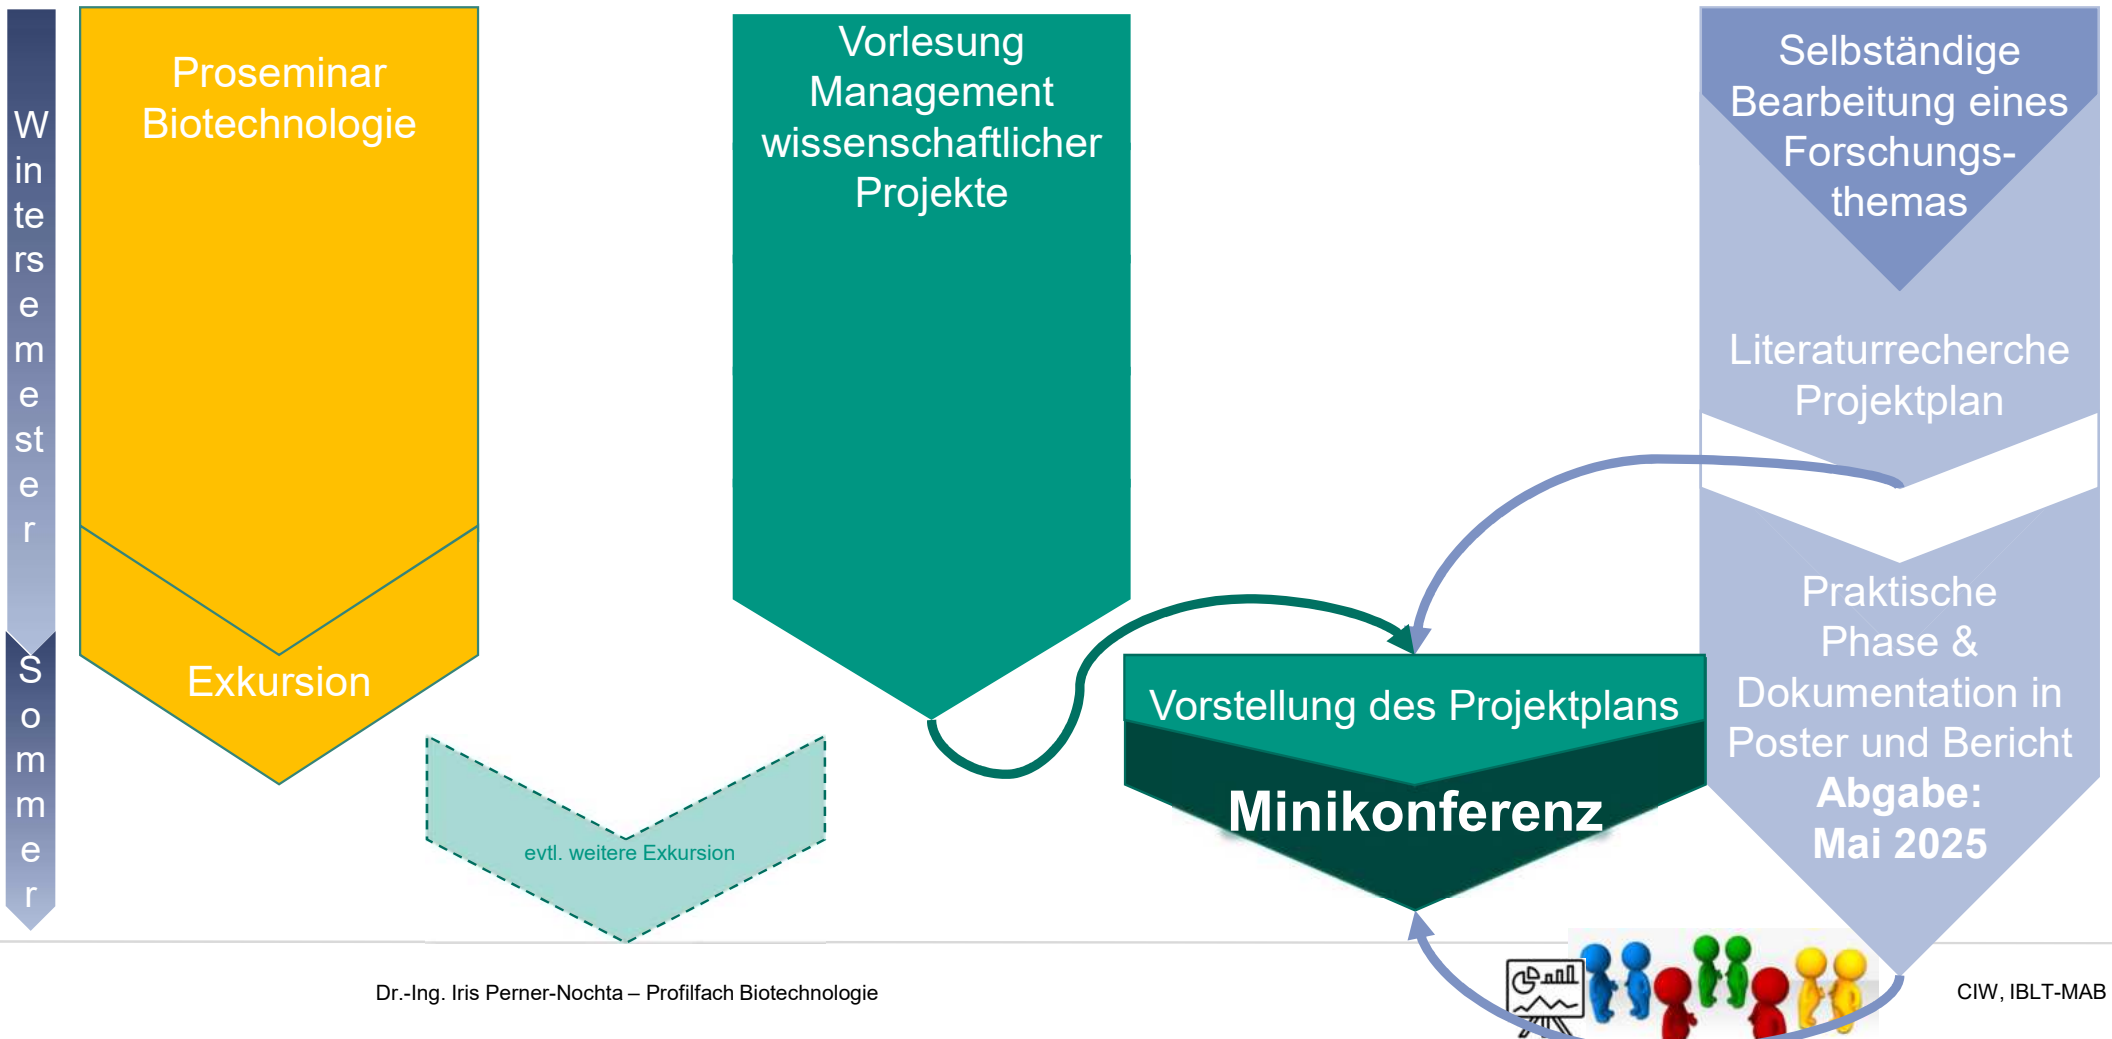 W
in
te
rs
e
m
e
st
e
r
S
o
m
m
e
r
Proseminar
Biotechnologie
Exkursion
evtl. weitere Exkursion
Vorlesung
Management
wissenschaftlicher
Projekte
Vorstellung des Projektplans
Minikonferenz
Selbständige
Bearbeitung eines
Forschungs-
themas
Literaturrecherche
Projektplan
Praktische
Phase &
Dokumentation in
Poster und Bericht
Abgabe:
Mai 2025
Dr.-Ing. Iris Perner-Nochta – Profilfach Biotechnologie
CIW, IBLT-MAB